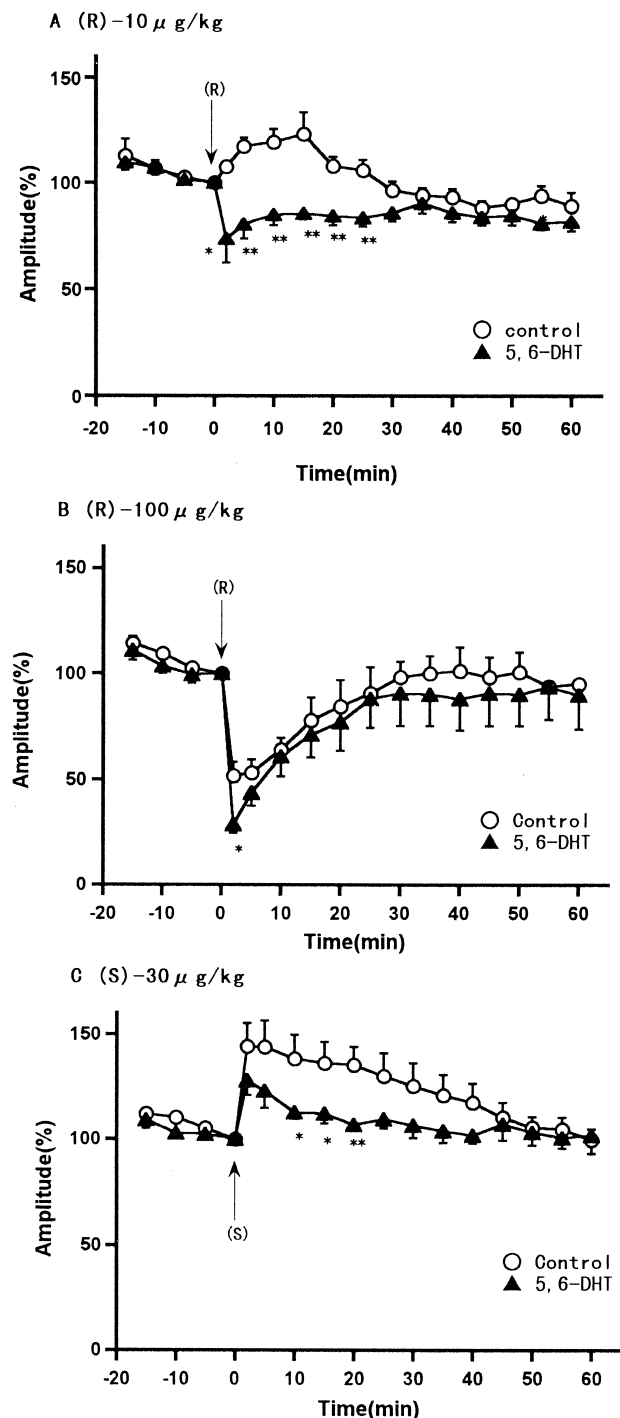 A (R)-10 μ g/kg
(R)
150
100
50
0
Amplitude(%)
* ** ** ** ** **
*
control
5, 6-DHT
-20 -10 0 10 20 30 40 50 60
Time(min)
B (R)-100 μ g/kg
(R)
150
100
50
0
Amplitude(%)
*
Control
5, 6-DHT
-20 -10 0 10 20 30 40 50 60
Time(min)
C (S)-30 μ g/kg
150
100
50
0
Amplitude(%)
* * **
(S)
Control
5, 6-DHT
-20 -10 0 10 20 30 40 50 60
Time(min)